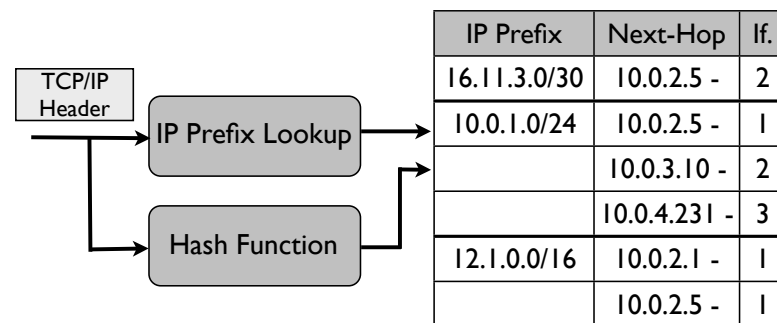 TCP/IP
Header
IP Prefix Lookup
Hash Function
IP Prefix Next-Hop If.
16.11.3.0/30 10.0.2.5 - 2
10.0.1.0/24 10.0.2.5 - 1
10.0.3.10 - 2
10.0.4.231 - 3
12.1.0.0/16 10.0.2.1 - 1
10.0.2.5 - 1